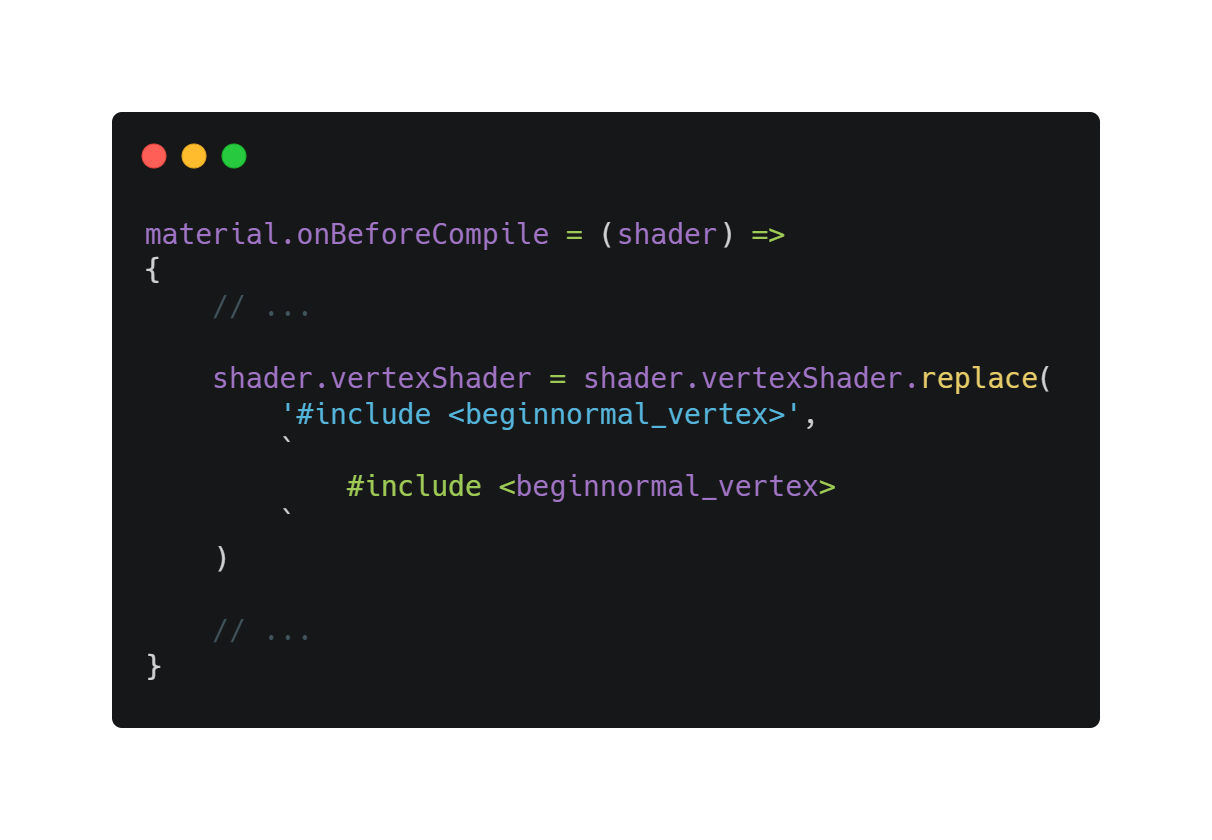 material.onBeforeCompile = (shader) =>
{
    // ...

    shader.vertexShader = shader.vertexShader.replace(
        '#include <beginnormal_vertex>',
        `
            #include <beginnormal_vertex>
        `
    )

    // ...
}